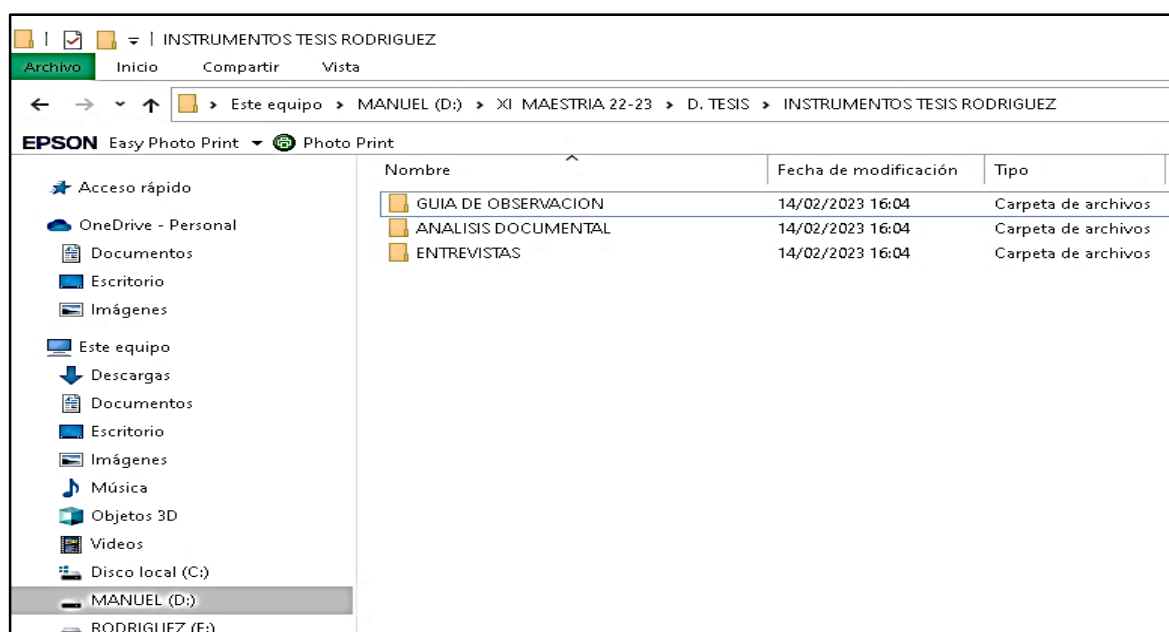 INSTRUMENTOS TESIS RODRIGUEZ
Archivo Inicio Compartir Vista
Este equipo > MANUEL (D:) > XI MAESTRIA 22-23 > D. TESIS > INSTRUMENTOS TESIS RODRIGUEZ
EPSON Easy Photo Print Photo Print
Nombre Fecha de modificación Tipo
Acceso rápido
GUIA DE OBSERVACION 14/02/2023 16:04 Carpeta de archivos
OneDrive - Personal
ANALISIS DOCUMENTAL 14/02/2023 16:04 Carpeta de archivos
Documentos
ENTREVISTAS 14/02/2023 16:04 Carpeta de archivos
Escritorio
Imágenes
Este equipo
Descargas
Documentos
Escritorio
Imágenes
Música
Objetos 3D
Videos
Disco local (C:)
MANUEL (D:)
RODRIGUEZ (E:)